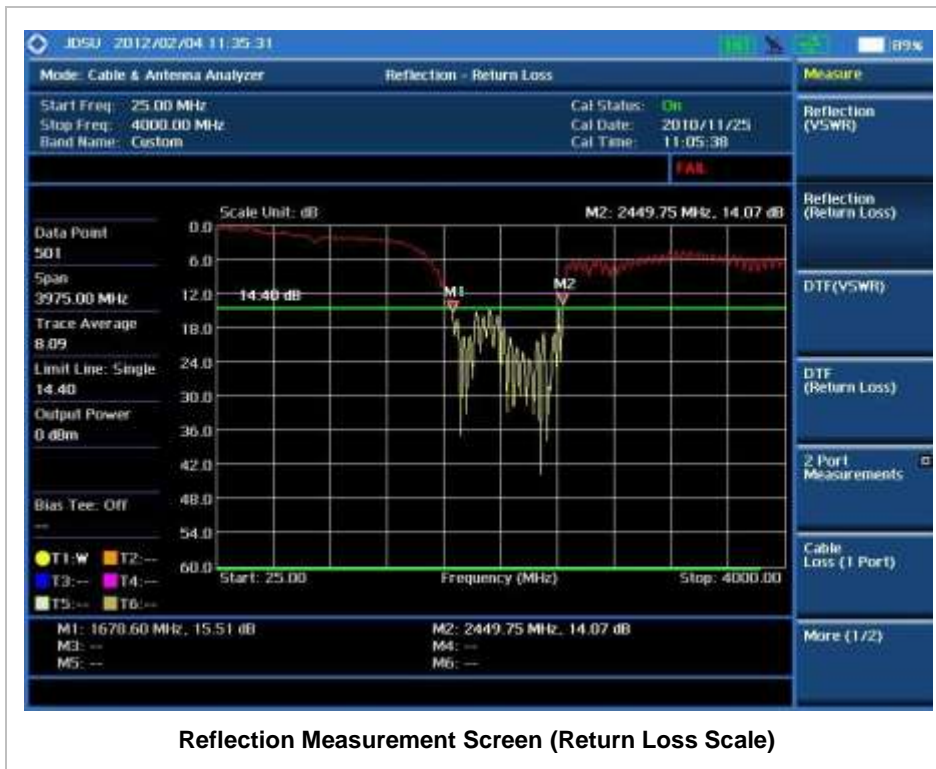 JDSU 2012/02/04 11:35:31
89%
Mode: Cable & Antenna Analyzer
Reflection - Return Loss
Measure
Start Freq: 25.00 MHz
Stop Freq: 4000.00 MHz
Band Name: Custom
Cal Status: On
Cal Date: 2010/11/25
Cal Time: 11:05:38
FAIL
Scale Unit: dB
M2: 2449.75 MHz, 14.07 dB
Data Point
501
Span
3975.00 MHz
Trace Average
8.09
Limit Line: Single
14.40
Output Power
0 dBm
Bias Tee: Off
--
T1:W T2:--
T3:-- T4:--
T5:-- T6:--
0.0
6.0
12.0
18.0
24.0
30.0
36.0
42.0
48.0
54.0
60.0
14.40 dB
M1
M2
Start: 25.00
Frequency (MHz)
Stop: 4000.00
M1: 1678.60 MHz, 15.51 dB
M2: 2449.75 MHz, 14.07 dB
M3: --
M4: --
M5: --
M6: --
Reflection
(VSWR)
Reflection
(Return Loss)
DTF(VSWR)
DTF
(Return Loss)
2 Port
Measurements
Cable
Loss (1 Port)
More (1/2)
Reflection Measurement Screen (Return Loss Scale)